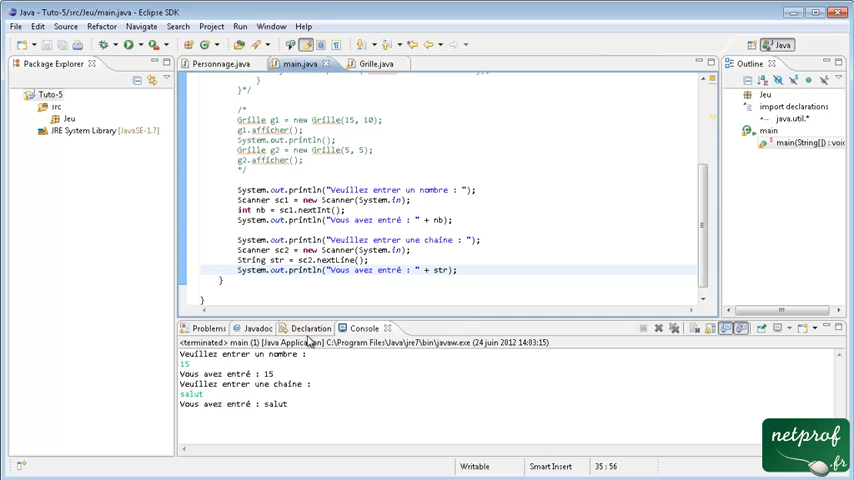 Java - Tuto-5/src/Jeu/main.java - Eclipse SDK
File Edit Source Refactor Navigate Search Project Run Window Help
Java
Package Explorer
Personnage.java main.java Grille.java
Outline
Tuto-5
src
Jeu
JRE System Library [JavaSE-1.7]
}
}*/
/*
Grille g1 = new Grille(15, 10);
g1.afficher();
System.out.println();
Grille g2 = new Grille(5, 5);
g2.afficher();
*/
System.out.println("Veuillez entrer un nombre : ");
Scanner sc1 = new Scanner(System.in);
int nb = sc1.nextInt();
System.out.println("Vous avez entré : " + nb);
System.out.println("Veuillez entrer une chaine : ");
Scanner sc2 = new Scanner(System.in);
String str = sc2.nextLine();
System.out.println("Vous avez entré : " + str);
}
}
Jeu
import declarations
java.util.*
main
main(String[]) : voi
Problems Javadoc Declaration Console
<terminated> main (1) [Java Application] C:\Program Files\Java\jre7\bin\javaw.exe (24 juin 2012 14:03:15)
Veuillez entrer un nombre :
15
Vous avez entré : 15
Veuillez entrer une chaine :
salut
Vous avez entré : salut
Writable Smart Insert 35 : 56
netprof
.fr